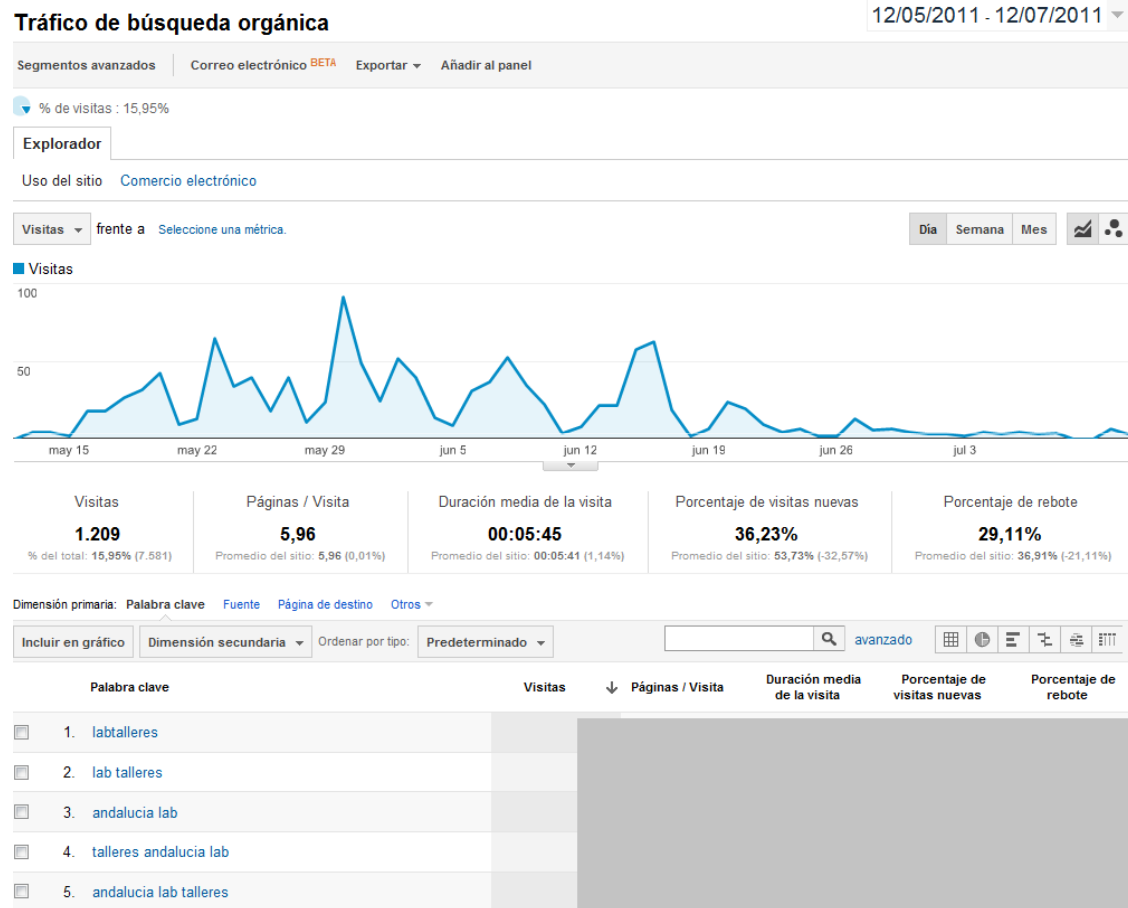 Tráfico de búsqueda orgánica
12/05/2011 - 12/07/2011
Segmentos avanzados Correo electrónico BETA Exportar Añadir al panel
% de visitas : 15,95%
Explorador
Uso del sitio Comercio electrónico
Visitas frente a Seleccione una métrica.
Día Semana Mes
Visitas
100
50
may 15 may 22 may 29 jun 5 jun 12 jun 19 jun 26 jul 3
Visitas Páginas / Visita Duración media de la visita Porcentaje de visitas nuevas Porcentaje de rebote
1.209 5,96 00:05:45 36,23% 29,11%
% del total: 15,95% (7.581) Promedio del sitio: 5,96 (0,01%) Promedio del sitio: 00:05:41 (1,14%) Promedio del sitio: 53,73% (-32,57%) Promedio del sitio: 36,91% (-21,11%)
Dimensión primaria: Palabra clave Fuente Página de destino Otros
Incluir en gráfico Dimensión secundaria Ordenar por tipo: Predeterminado avanzado
Palabra clave Visitas Páginas / Visita Duración media de la visita Porcentaje de visitas nuevas Porcentaje de rebote
1. labtalleres
2. lab talleres
3. andalucia lab
4. talleres andalucia lab
5. andalucia lab talleres